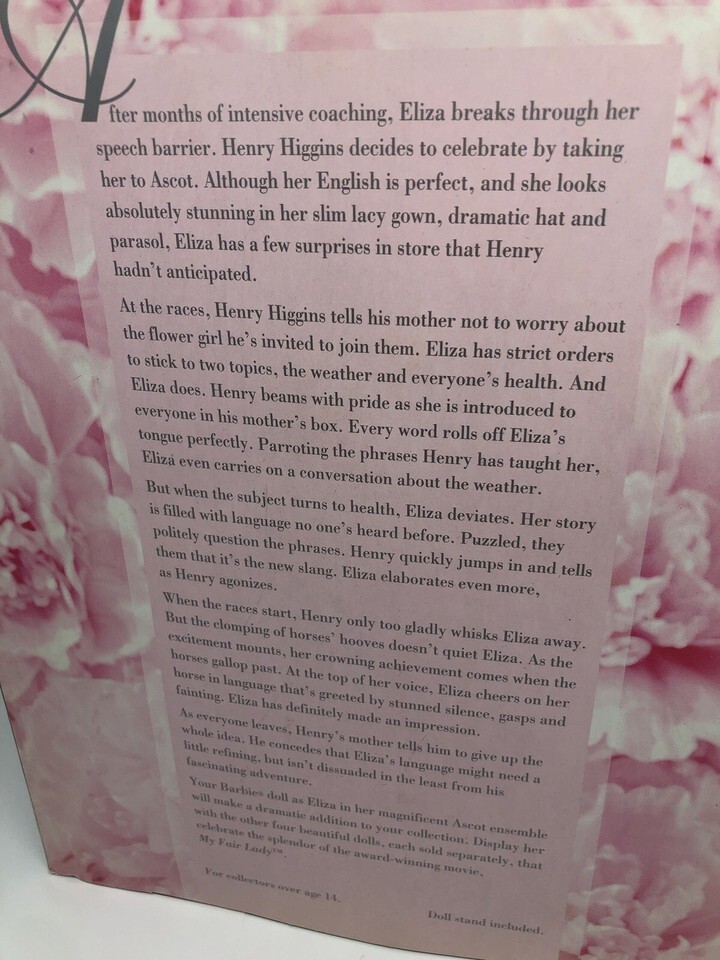 After months of intensive coaching, Eliza breaks through her
speech barrier. Henry Higgins decides to celebrate by taking
her to Ascot. Although her English is perfect, and she looks
absolutely stunning in her slim lacy gown, dramatic hat and
parasol, Eliza has a few surprises in store that Henry
hadn't anticipated.
At the races, Henry Higgins tells his mother not to worry about
the flower girl he's invited to join them. Eliza has strict orders
to stick to two topics, the weather and everyone's health. And
Eliza does. Henry beams with pride as she is introduced to
everyone in his mother's box. Every word rolls off Eliza's
tongue perfectly. Parroting the phrases Henry has taught her,
Eliza even carries on a conversation about the weather.
But when the subject turns to health, Eliza deviates. Her story
is filled with language no one's heard before. Puzzled, they
politely question the phrases. Henry quickly jumps in and tells
them that it's the new slang. Eliza elaborates even more,
as Henry agonizes.
When the races start, Henry only too gladly whisks Eliza away.
But the clomping of horses' hooves doesn't quiet Eliza. As the
excitement mounts, her crowning achievement comes when the
horses gallop past. At the top of her voice, Eliza cheers on her
horse in language that's greeted by stunned silence, gasps and
fainting. Eliza has definitely made an impression.
As everyone leaves, Henry's mother tells him to give up the
whole idea. He concedes that Eliza's language might need a
little refining, but isn't dissuaded in the least from his
fascinating adventure.
Your Barbie® doll as Eliza in her magnificent Ascot ensemble
will make a dramatic addition to your collection. Display her
with the other four beautiful dolls, each sold separately, that
celebrate the splendor of the award-winning movie,
My Fair Lady™.
For collectors over age 14.
Doll stand included.